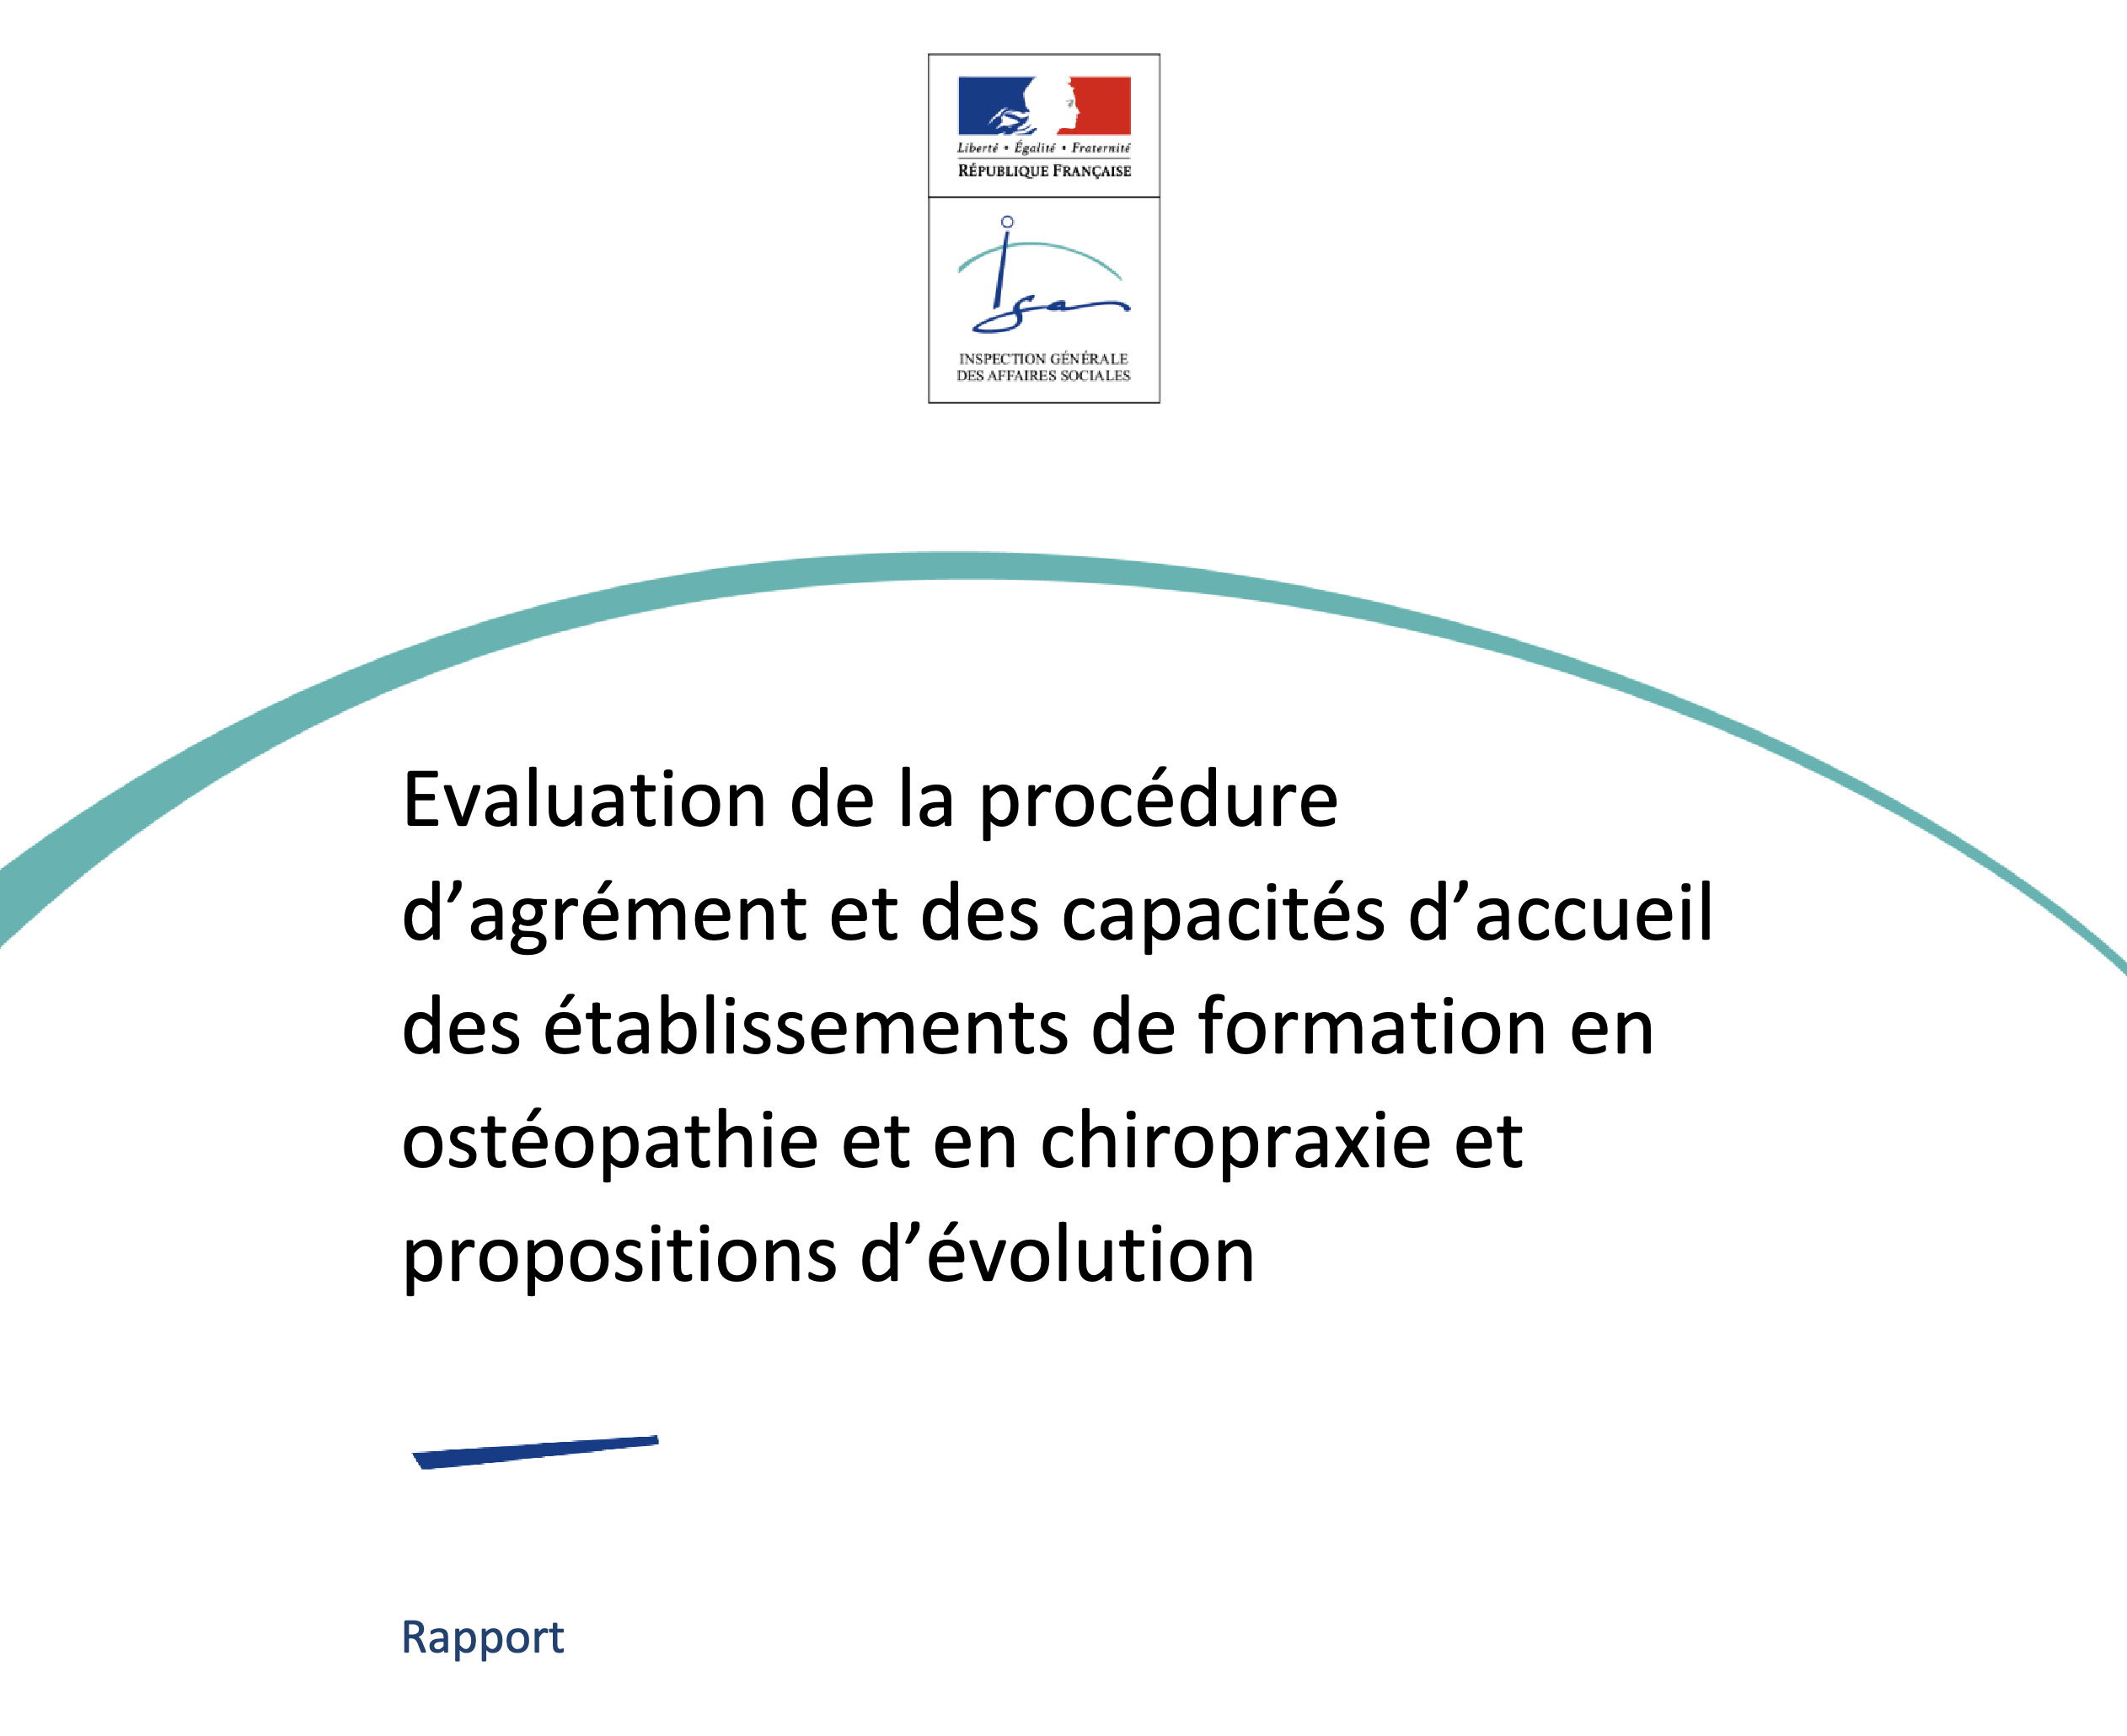 Liberté • Égalité • Fraternité
RÉPUBLIQUE FRANÇAISE
Igas
INSPECTION GÉNÉRALE
DES AFFAIRES SOCIALES
Evaluation de la procédure
d’agrément et des capacités d’accueil
des établissements de formation en
ostéopathie et en chiropraxie et
propositions d’évolution
Rapport